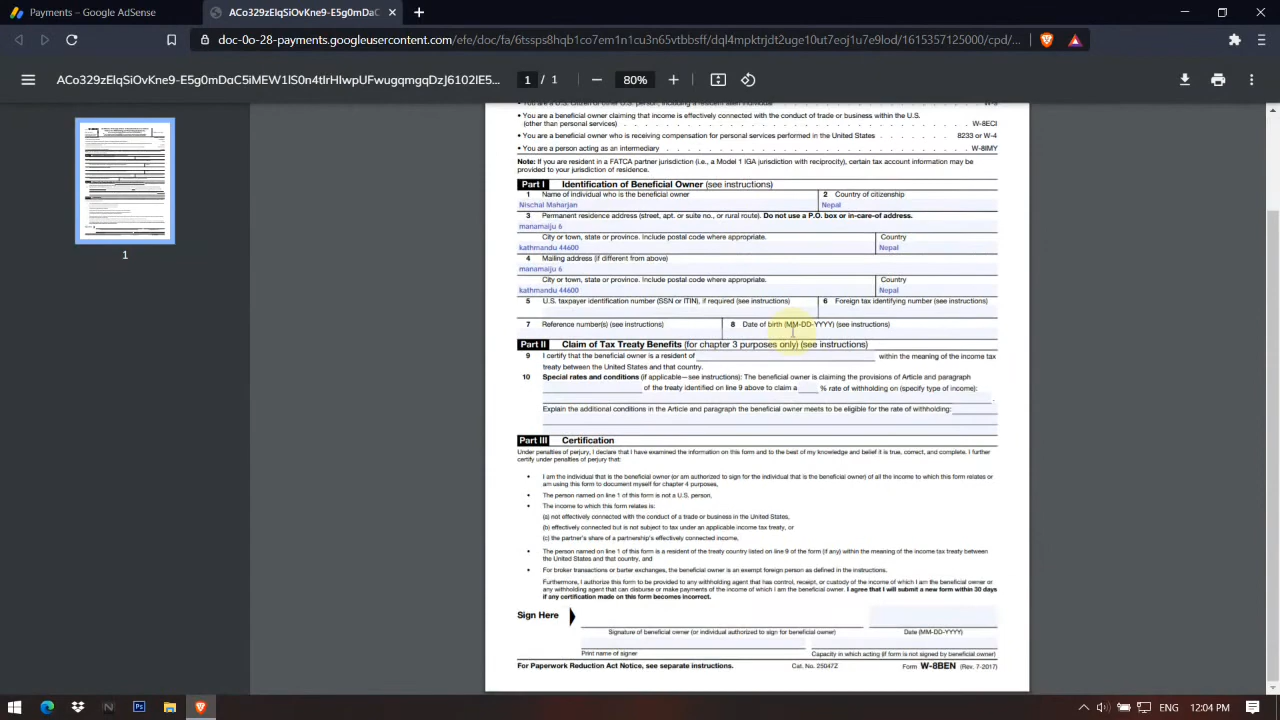 Payments – Google AdSense
ACo329zElqSiOvKne9-E5g0mDaC
doc-0o-28-payments.googleusercontent.com/efe/doc/fa/6tssps8hqb1co7em1n1cu3n65vtbbsff/dql4mpktrjdt2uge10ut7eoj1u7e9lod/1615357125000/cpd/...
1 / 1
80%
W-8ECI
• You are a beneficial owner claiming that income is effectively connected with the conduct of trade or business within the U.S.
(other than personal services) . . . . . . . . . . . . . . . . . . . . W-8ECI
• You are a beneficial owner who is receiving compensation for personal services performed in the United States . . . . . . . 8233 or W-4
• You are a person acting as an intermediary . . . . . . . . . . . . . . . . . . . . W-8IMY
Note: If you are resident in a FATCA partner jurisdiction (i.e., a Model 1 IGA jurisdiction with reciprocity), certain tax account information may be
provided to your jurisdiction of residence.
Part I Identification of Beneficial Owner (see instructions)
1 Name of individual who is the beneficial owner 2 Country of citizenship
Nischal Maharjan Nepal
3 Permanent residence address (street, apt. or suite no., or rural route). Do not use a P.O. box or in-care-of address.
manamaiju 6
City or town, state or province. Include postal code where appropriate. Country
kathmandu 44600 Nepal
4 Mailing address (if different from above)
manamaiju 6
City or town, state or province. Include postal code where appropriate. Country
kathmandu 44600 Nepal
5 U.S. taxpayer identification number (SSN or ITIN), if required (see instructions) 6 Foreign tax identifying number (see instructions)
7 Reference number(s) (see instructions) 8 Date of birth (MM-DD-YYYY) (see instructions)
Part II Claim of Tax Treaty Benefits (for chapter 3 purposes only) (see instructions)
9 I certify that the beneficial owner is a resident of within the meaning of the income tax
treaty between the United States and that country.
10 Special rates and conditions (if applicable—see instructions): The beneficial owner is claiming the provisions of Article and paragraph
of the treaty identified on line 9 above to claim a % rate of withholding on (specify type of income):
.
Explain the additional conditions in the Article and paragraph the beneficial owner meets to be eligible for the rate of withholding:
Part III Certification
Under penalties of perjury, I declare that I have examined the information on this form and to the best of my knowledge and belief it is true, correct, and complete. I further
certify under penalties of perjury that:
• I am the individual that is the beneficial owner (or am authorized to sign for the individual that is the beneficial owner) of all the income to which this form relates or
am using this form to document myself for chapter 4 purposes,
• The person named on line 1 of this form is not a U.S. person,
• The income to which this form relates is:
(a) not effectively connected with the conduct of a trade or business in the United States,
(b) effectively connected but is not subject to tax under an applicable income tax treaty, or
(c) the partner's share of a partnership's effectively connected income,
• The person named on line 1 of this form is a resident of the treaty country listed on line 9 of the form (if any) within the meaning of the income tax treaty between
the United States and that country, and
• For broker transactions or barter exchanges, the beneficial owner is an exempt foreign person as defined in the instructions.
Furthermore, I authorize this form to be provided to any withholding agent that has control, receipt, or custody of the income of which I am the beneficial owner or
any withholding agent that can disburse or make payments of the income of which I am the beneficial owner. I agree that I will submit a new form within 30 days
if any certification made on this form becomes incorrect.
Sign Here
Signature of beneficial owner (or individual authorized to sign for beneficial owner) Date (MM-DD-YYYY)
Print name of signer Capacity in which acting (if form is not signed by beneficial owner)
For Paperwork Reduction Act Notice, see separate instructions. Cat. No. 25047Z Form W-8BEN (Rev. 7-2017)
1
Ps
ENG 12:04 PM